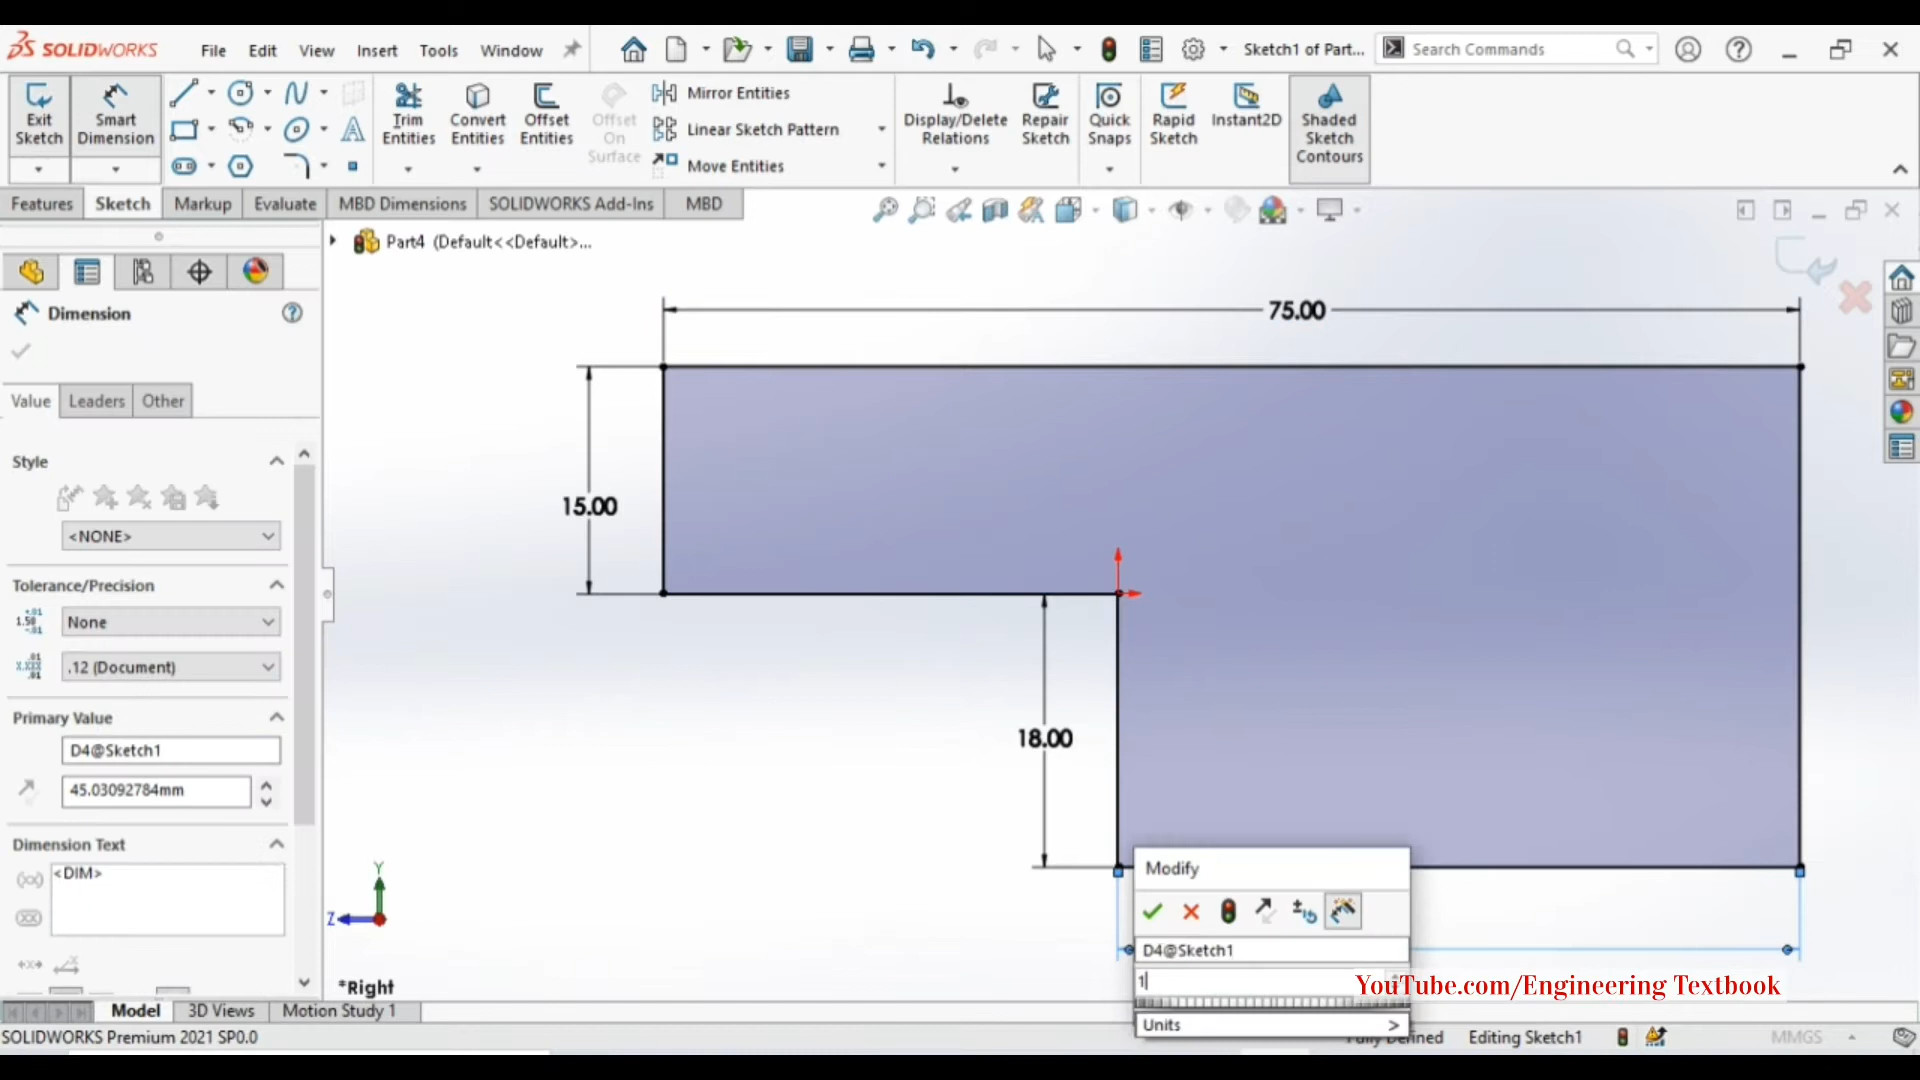 SOLIDWORKS
File Edit View Insert Tools Window
Sketch1 of Part...
Search Commands
Exit Sketch
Smart Dimension
Trim Entities
Convert Entities
Offset Entities
Offset On Surface
Mirror Entities
Linear Sketch Pattern
Move Entities
Display/Delete Relations
Repair Sketch
Quick Snaps
Rapid Sketch
Instant2D
Shaded Sketch Contours
Features Sketch Markup Evaluate MBD Dimensions SOLIDWORKS Add-Ins MBD
Part4 (Default<<Default>...
Dimension
Value Leaders Other
Style
<NONE>
Tolerance/Precision
None
.12 (Document)
Primary Value
D4@Sketch1
45.03092784mm
Dimension Text
<DIM>
75.00
15.00
18.00
Y
Z
*Right
Modify
D4@Sketch1
1
Units >
YouTube.com/Engineering Textbook
Model 3D Views Motion Study 1
SOLIDWORKS Premium 2021 SP0.0
Fully Defined Editing Sketch1 MMGS